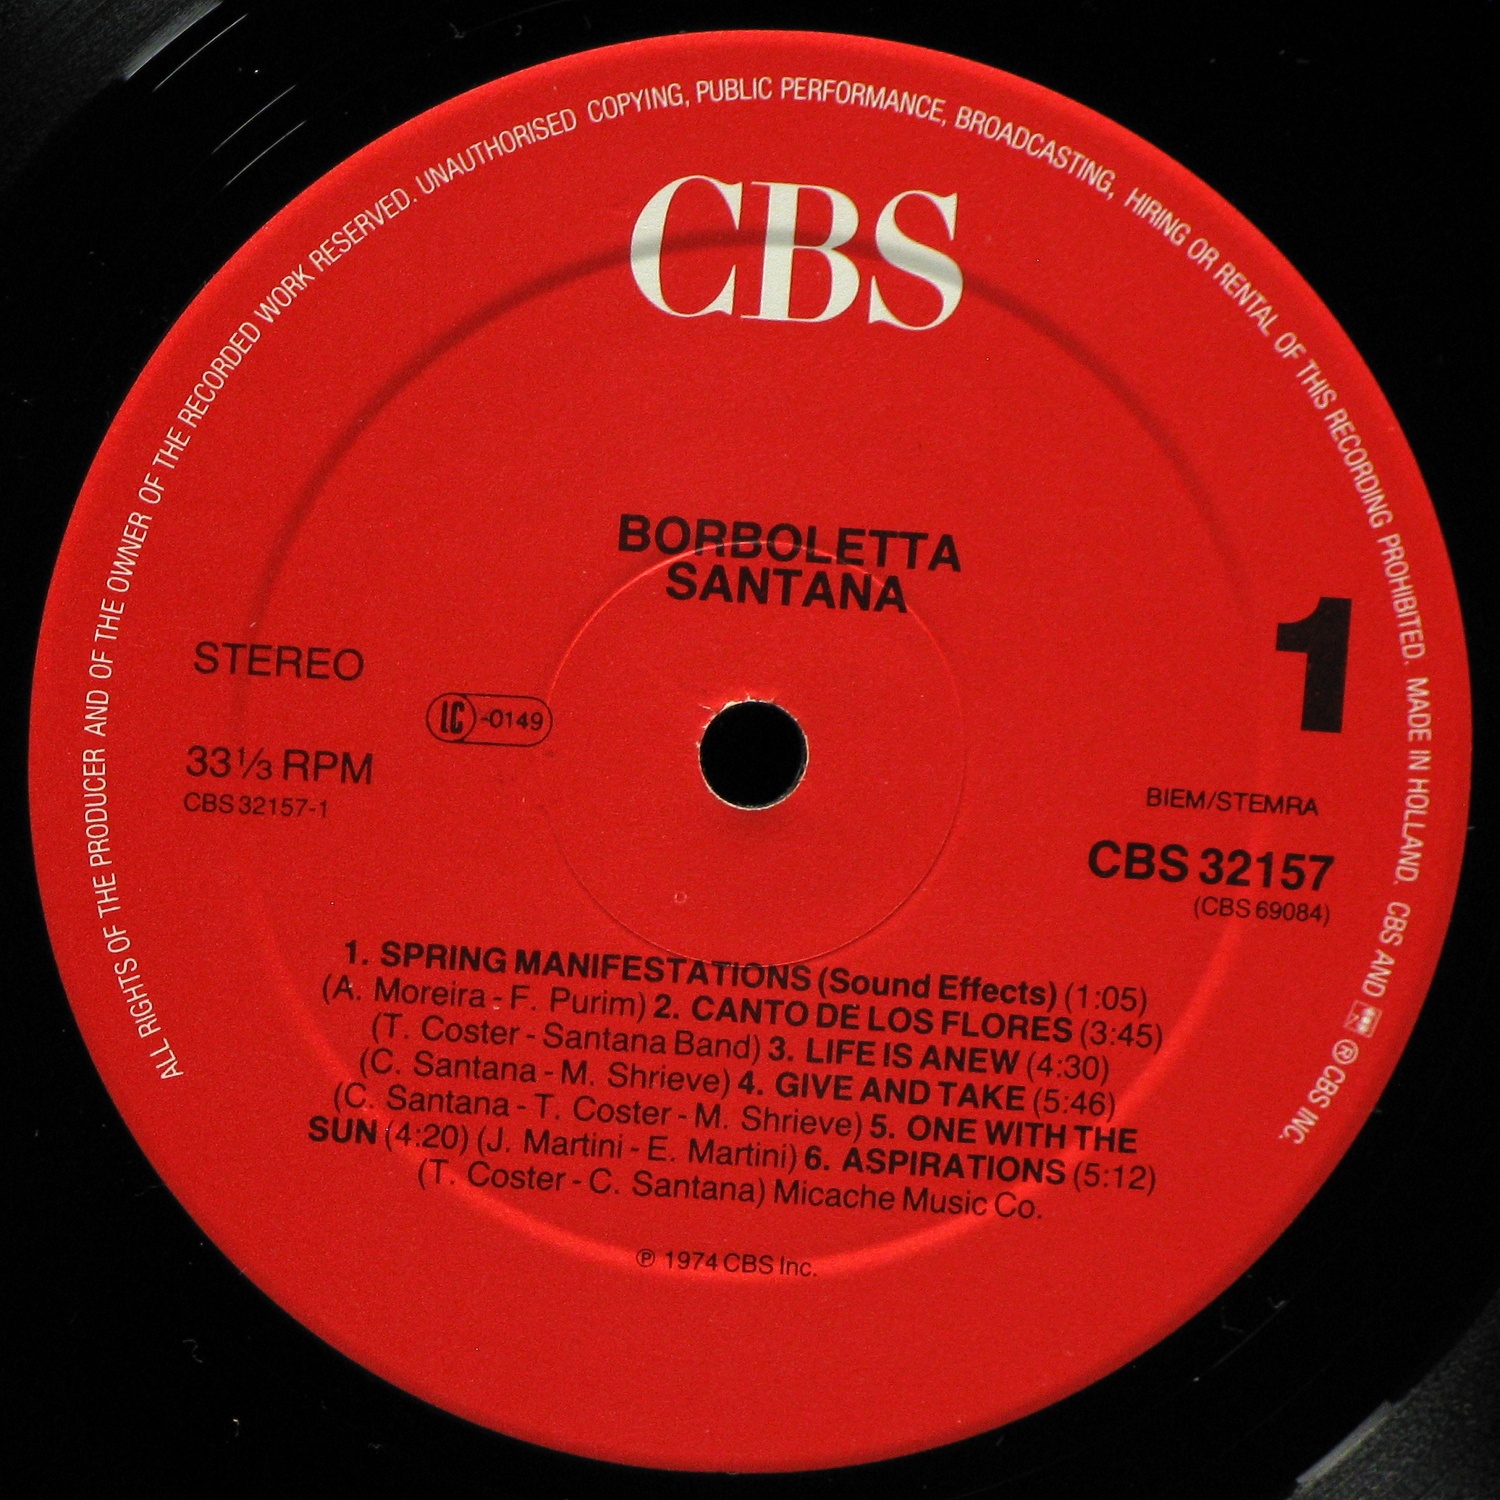 ALL RIGHTS OF THE PRODUCER AND OF THE OWNER OF THE RECORDED WORK RESERVED. UNAUTHORISED COPYING, PUBLIC PERFORMANCE, BROADCASTING, HIRING OR RENTAL OF THIS RECORDING PROHIBITED. MADE IN HOLLAND. CBS AND ® CBS INC.
CBS
BORBOLETTA
SANTANA
1
STEREO
LC -0149
33 1/3 RPM
CBS 32157-1
BIEM/STEMRA
CBS 32157
(CBS 69084)
1. SPRING MANIFESTATIONS (Sound Effects) (1:05)
(A. Moreira - F. Purim) 2. CANTO DE LOS FLORES (3:45)
(T. Coster - Santana Band) 3. LIFE IS ANEW (4:30)
(C. Santana - M. Shrieve) 4. GIVE AND TAKE (5:46)
(C. Santana - T. Coster - M. Shrieve) 5. ONE WITH THE
SUN (4:20) (J. Martini - E. Martini) 6. ASPIRATIONS (5:12)
(T. Coster - C. Santana) Micache Music Co.
℗ 1974 CBS Inc.